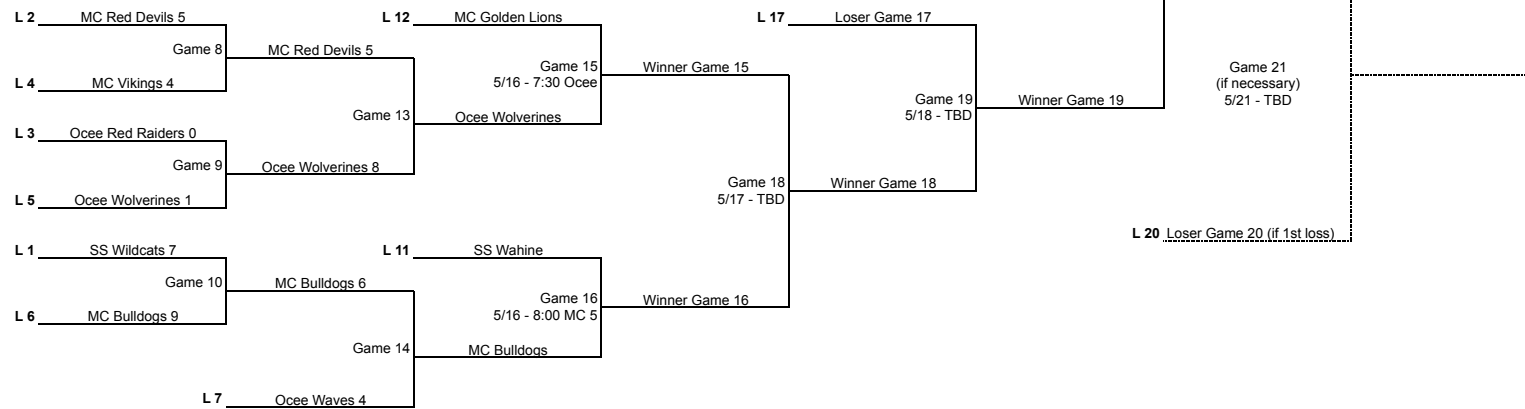 L 2 MC Red Devils 5
L 12 MC Golden Lions
L 17 Loser Game 17
Game 8
MC Red Devils 5
Game 15
5/16 - 7:30 Ocee
Winner Game 15
Game 21
(if necessary)
5/21 - TBD
L 4 MC Vikings 4
Game 19
5/18 - TBD
Winner Game 19
Game 13
Ocee Wolverines
L 3 Ocee Red Raiders 0
Game 9
Ocee Wolverines 8
Game 18
5/17 - TBD
Winner Game 18
L 5 Ocee Wolverines 1
L 20 Loser Game 20 (if 1st loss)
L 1 SS Wildcats 7
L 11 SS Wahine
Game 10
MC Bulldogs 6
Game 16
5/16 - 8:00 MC 5
Winner Game 16
L 6 MC Bulldogs 9
Game 14
MC Bulldogs
L 7 Ocee Waves 4